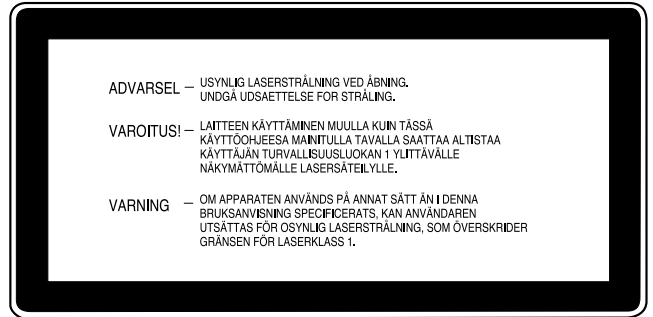 ADVARSEL – USYNLIG LASERSTRÅLNING VED ÅBNING.
UNDGÅ UDSAETTELSE FOR STRÅLING.
VAROITUS! – LAITTEEN KÄYTTÄMINEN MUULLA KUIN TÄSSÄ
KÄYTTÖOHJEESA MAINITULLA TAVALLA SAATTAA ALTISTAA
KÄYTTÄJÄN TURVALLISUUSLUOKAN 1 YLITTÄVÄLLE
NÄKYMÄTTÖMÄLLE LASERSÄTEILYLLE.
VARNING – OM APPARATEN ANVÄNDS PÅ ANNAT SÄTT ÄN I DENNA
BRUKSANVISNING SPECIFICERATS, KAN ANVÄNDAREN
UTSÄTTAS FÖR OSYNLIG LASERSTRÅLNING, SOM ÖVERSKRIDER
GRÄNSEN FÖR LASERKLASS 1.